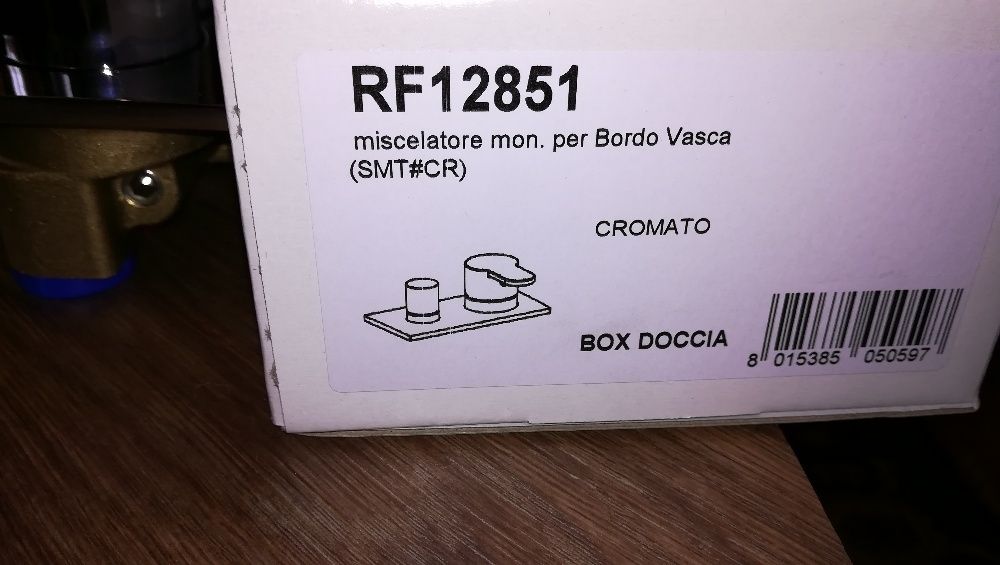 RF12851
miscelatore mon. per Bordo Vasca
(SMT#CR)
CROMATO
BOX DOCCIA
8 015385 050597